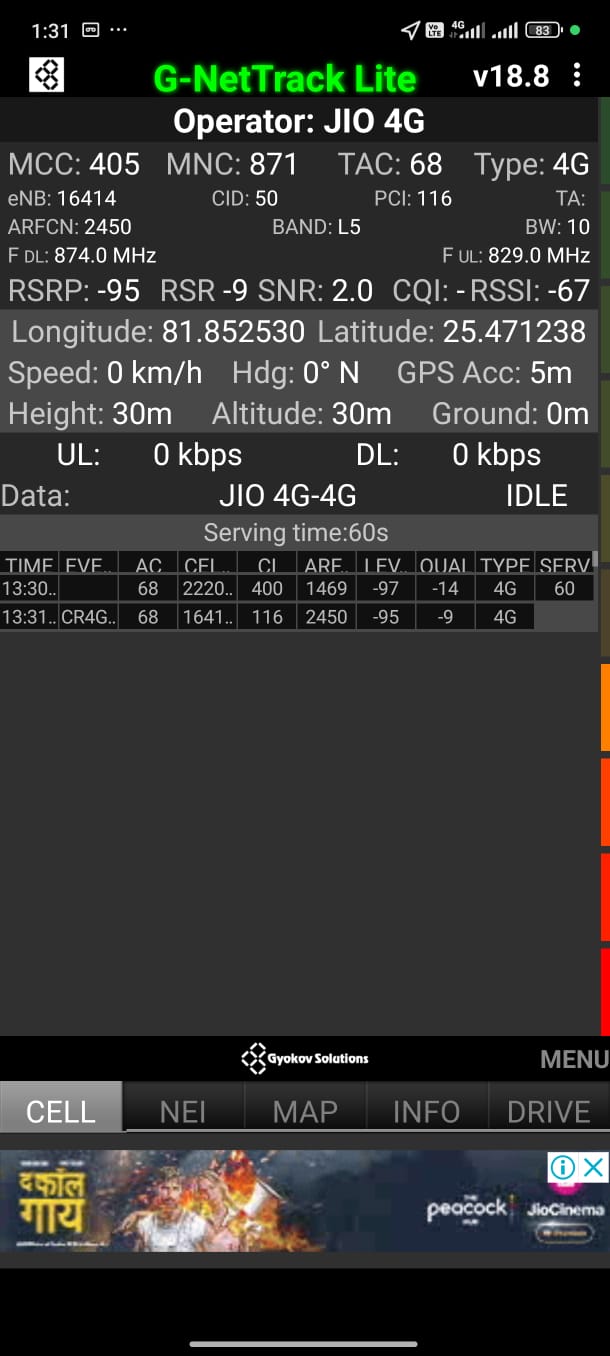 1:31 ... Vo LTE 4G 83
G-NetTrack Lite v18.8
Operator: JIO 4G
MCC: 405 MNC: 871 TAC: 68 Type: 4G
eNB: 16414 CID: 50 PCI: 116 TA:
ARFCN: 2450 BAND: L5 BW: 10
F DL: 874.0 MHz F UL: 829.0 MHz
RSRP: -95 RSR -9 SNR: 2.0 CQI: - RSSI: -67
Longitude: 81.852530 Latitude: 25.471238
Speed: 0 km/h Hdg: 0° N GPS Acc: 5m
Height: 30m Altitude: 30m Ground: 0m
UL: 0 kbps DL: 0 kbps
Data: JIO 4G-4G IDLE
Serving time:60s
TIME EVE.. AC CEL.. CI ARF.. LEV.. QUAL TYPE SERV
13:30.. 68 2220.. 400 1469 -97 -14 4G 60
13:31.. CR4G.. 68 1641.. 116 2450 -95 -9 4G
Gyokov Solutions MENU
CELL NEI MAP INFO DRIVE
द फॉल गाय
THE peacock HUB JioCinema